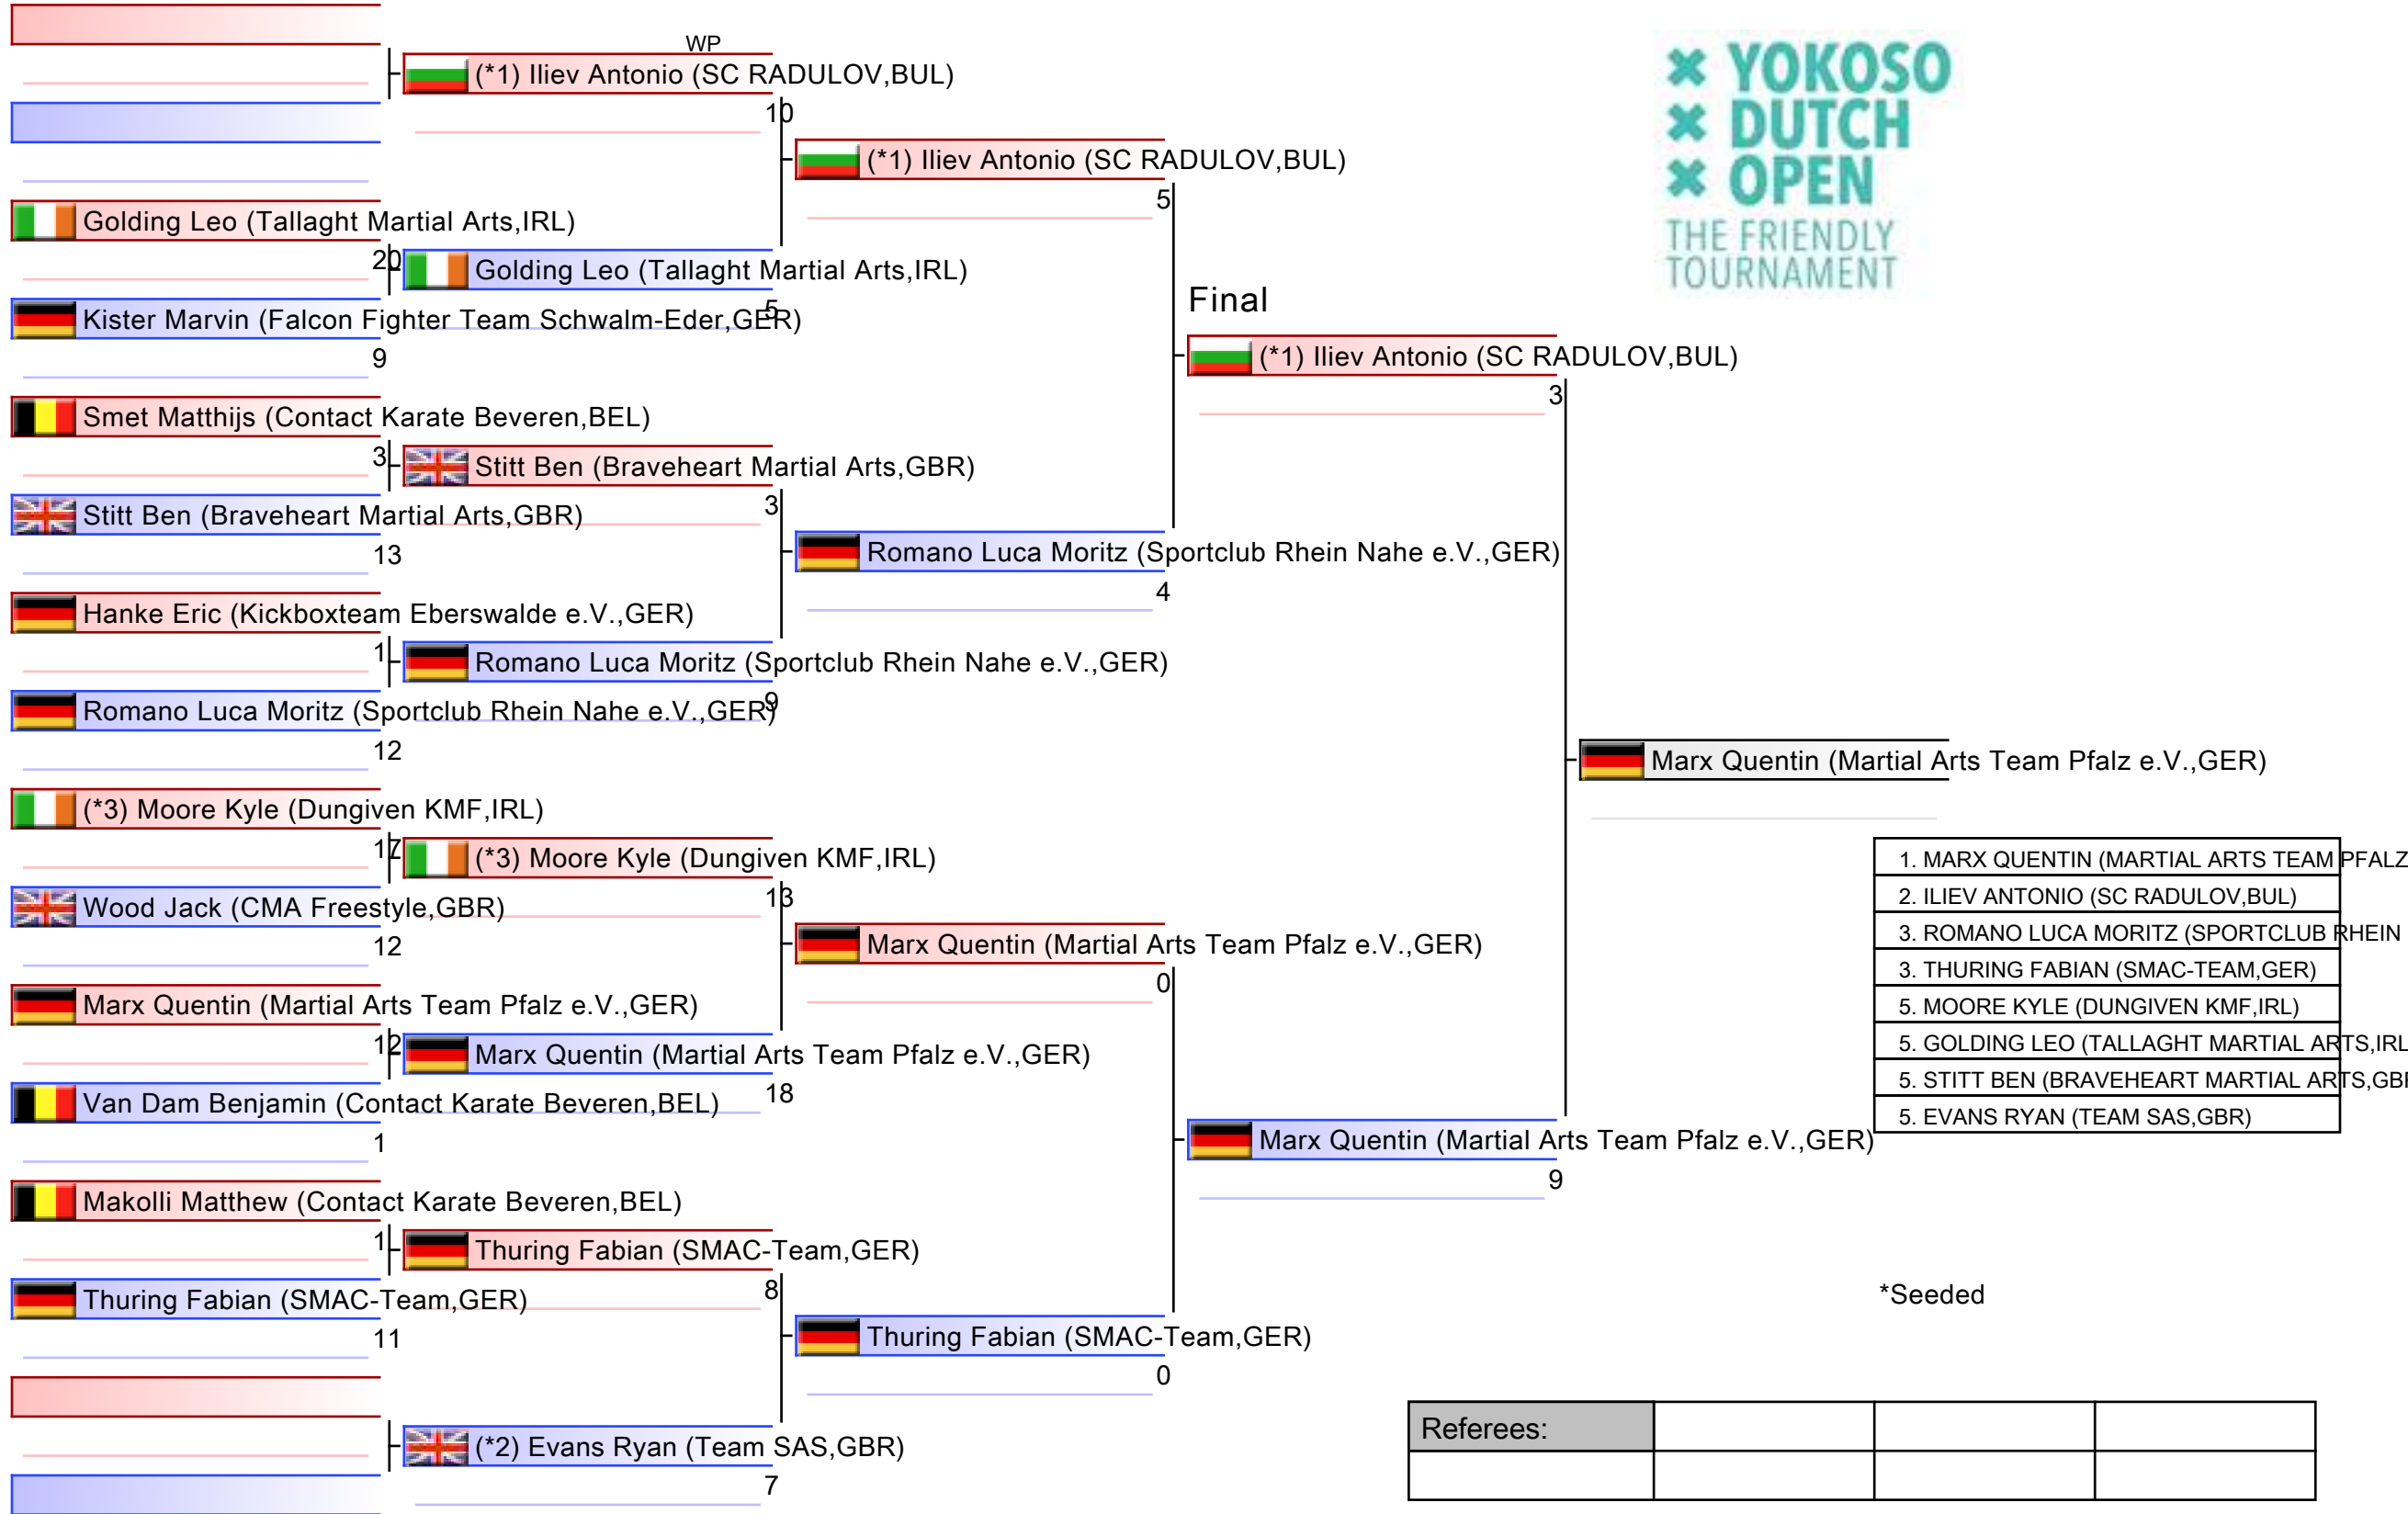 WP
(*1) Iliev Antonio (SC RADULOV,BUL)
10
Golding Leo (Tallaght Martial Arts,IRL)
20
Golding Leo (Tallaght Martial Arts,IRL)
5
Kister Marvin (Falcon Fighter Team Schwalm-Eder,GER)
9
(*1) Iliev Antonio (SC RADULOV,BUL)
5
Smet Matthijs (Contact Karate Beveren,BEL)
3
Stitt Ben (Braveheart Martial Arts,GBR)
3
Stitt Ben (Braveheart Martial Arts,GBR)
13
Romano Luca Moritz (Sportclub Rhein Nahe e.V.,GER)
4
Hanke Eric (Kickboxteam Eberswalde e.V.,GER)
1
Romano Luca Moritz (Sportclub Rhein Nahe e.V.,GER)
9
Romano Luca Moritz (Sportclub Rhein Nahe e.V.,GER)
12
Final
(*1) Iliev Antonio (SC RADULOV,BUL)
3
(*3) Moore Kyle (Dungiven KMF,IRL)
17
(*3) Moore Kyle (Dungiven KMF,IRL)
13
Wood Jack (CMA Freestyle,GBR)
12
Marx Quentin (Martial Arts Team Pfalz e.V.,GER)
0
Marx Quentin (Martial Arts Team Pfalz e.V.,GER)
12
Marx Quentin (Martial Arts Team Pfalz e.V.,GER)
18
Van Dam Benjamin (Contact Karate Beveren,BEL)
1
Marx Quentin (Martial Arts Team Pfalz e.V.,GER)
9
Makolli Matthew (Contact Karate Beveren,BEL)
1
Thuring Fabian (SMAC-Team,GER)
8
Thuring Fabian (SMAC-Team,GER)
11
Thuring Fabian (SMAC-Team,GER)
0
(*2) Evans Ryan (Team SAS,GBR)
7
Marx Quentin (Martial Arts Team Pfalz e.V.,GER)
YOKOSO
DUTCH
OPEN
THE FRIENDLY
TOURNAMENT
1. MARX QUENTIN (MARTIAL ARTS TEAM PFALZ
2. ILIEV ANTONIO (SC RADULOV,BUL)
3. ROMANO LUCA MORITZ (SPORTCLUB RHEIN
3. THURING FABIAN (SMAC-TEAM,GER)
5. MOORE KYLE (DUNGIVEN KMF,IRL)
5. GOLDING LEO (TALLAGHT MARTIAL ARTS,IRL
5. STITT BEN (BRAVEHEART MARTIAL ARTS,GBR
5. EVANS RYAN (TEAM SAS,GBR)
*Seeded
Referees: